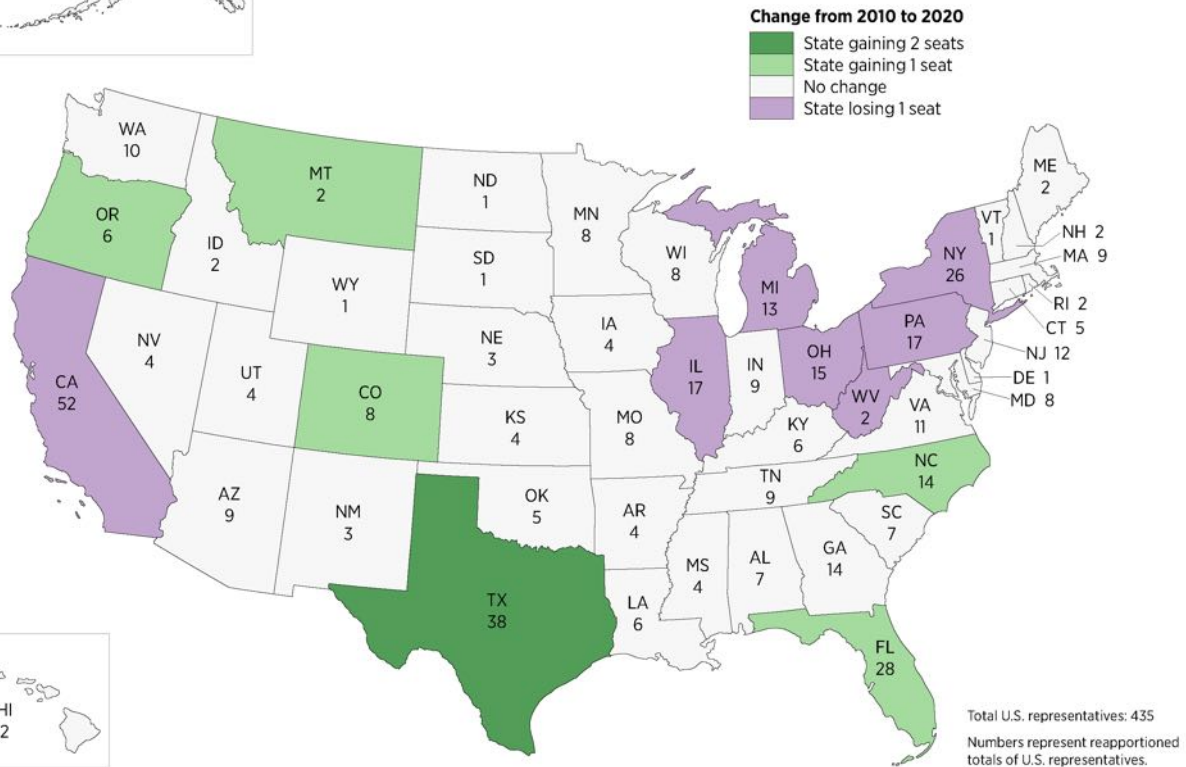 Change from 2010 to 2020
State gaining 2 seats
State gaining 1 seat
No change
State losing 1 seat
WA
10
OR
6
CA
52
NV
4
ID
2
MT
2
WY
1
UT
4
CO
8
AZ
9
NM
3
ND
1
SD
1
NE
3
KS
4
OK
5
TX
38
MN
8
IA
4
MO
8
AR
4
LA
6
WI
8
IL
17
MI
13
IN
9
OH
15
KY
6
TN
9
MS
4
AL
7
GA
14
FL
28
SC
7
NC
14
VA
11
WV
2
PA
17
NY
26
VT
1
ME
2
NH 2
MA 9
RI 2
CT 5
NJ 12
DE 1
MD 8
HI
2
Total U.S. representatives: 435
Numbers represent reapportioned
totals of U.S. representatives.